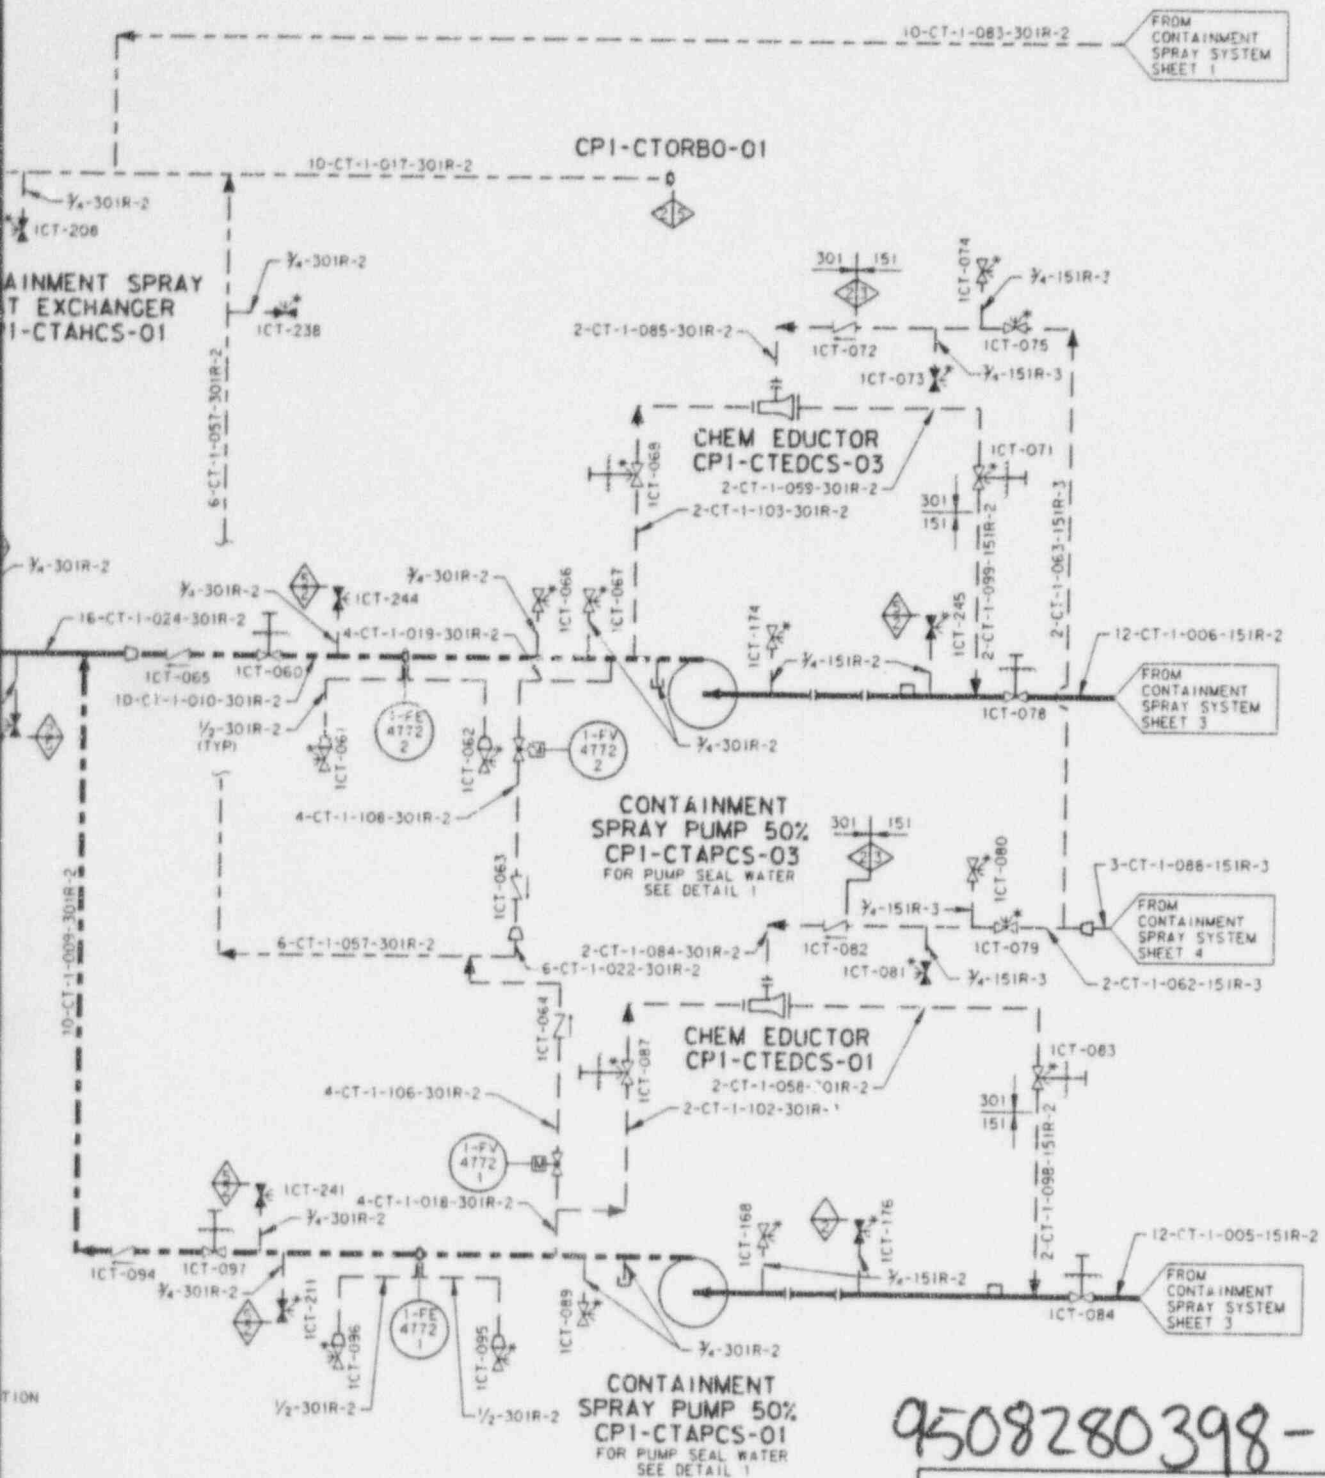 10-CT-1-083-301R-2
FROM
CONTAINMENT
SPRAY SYSTEM
SHEET 1
CP1-CTORBO-01
10-CT-1-017-301R-2
3/4-301R-2
1CT-208
3/4-301R-2
1CT-238
AINMENT SPRAY
T EXCHANGER
1-CTAHCS-01
6-CT-1-057-301R-2
301 151
1CT-074
3/4-151R-3
2-CT-1-085-301R-2
1CT-072
1CT-075
1CT-073
3/4-151R-3
CHEM EDUCTOR
CP1-CTEDCS-03
1CT-068
1CT-071
2-CT-1-059-301R-2
2-CT-1-103-301R-2
301
151
2-CT-1-099-151R-2
2-CT-1-063-151R-3
3/4-301R-2
3/4-301R-2
1CT-244
3/4-301R-2
1CT-066
1CT-067
16-CT-1-024-301R-2
4-CT-1-019-301R-2
1CT-174
1CT-245
12-CT-1-006-151R-2
3/4-151R-2
1CT-065
1CT-060
10-CT-1-010-301R-2
FROM
CONTAINMENT
SPRAY SYSTEM
SHEET 3
1CT-078
1/2-301R-2
(TYP)
1CT-061
1-FE
4772
2
1CT-062
1-FV
4772
2
3/4-301R-2
4-CT-1-108-301R-2
CONTAINMENT
SPRAY PUMP 50%
CP1-CTAPCS-03
FOR PUMP SEAL WATER
SEE DETAIL 1
301 151
1CT-080
1CT-063
3-CT-1-088-151R-3
3/4-151R-3
FROM
CONTAINMENT
SPRAY SYSTEM
SHEET 4
10-CT-1-009-301R-2
6-CT-1-057-301R-2
2-CT-1-084-301R-2
1CT-082
1CT-079
6-CT-1-022-301R-2
1CT-081
3/4-151R-3
2-CT-1-062-151R-3
1CT-064
1CT-087
CHEM EDUCTOR
CP1-CTEDCS-01
1CT-083
2-CT-1-058-301R-2
4-CT-1-106-301R-2
2-CT-1-102-301R-
301
151
2-CT-1-098-151R-2
1-FV
4772
1
M
1CT-241
4-CT-1-018-301R-2
3/4-301R-2
1CT-168
1CT-176
12-CT-1-005-151R-2
1CT-094
1CT-097
3/4-301R-2
1CT-211
3/4-151R-2
1CT-084
FROM
CONTAINMENT
SPRAY SYSTEM
SHEET 3
1CT-096
1-FE
4772
1
1CT-095
1CT-089
3/4-301R-2
TION
1/2-301R-2
1/2-301R-2
CONTAINMENT
SPRAY PUMP 50%
CP1-CTAPCS-01
FOR PUMP SEAL WATER
SEE DETAIL 1
9508280398-